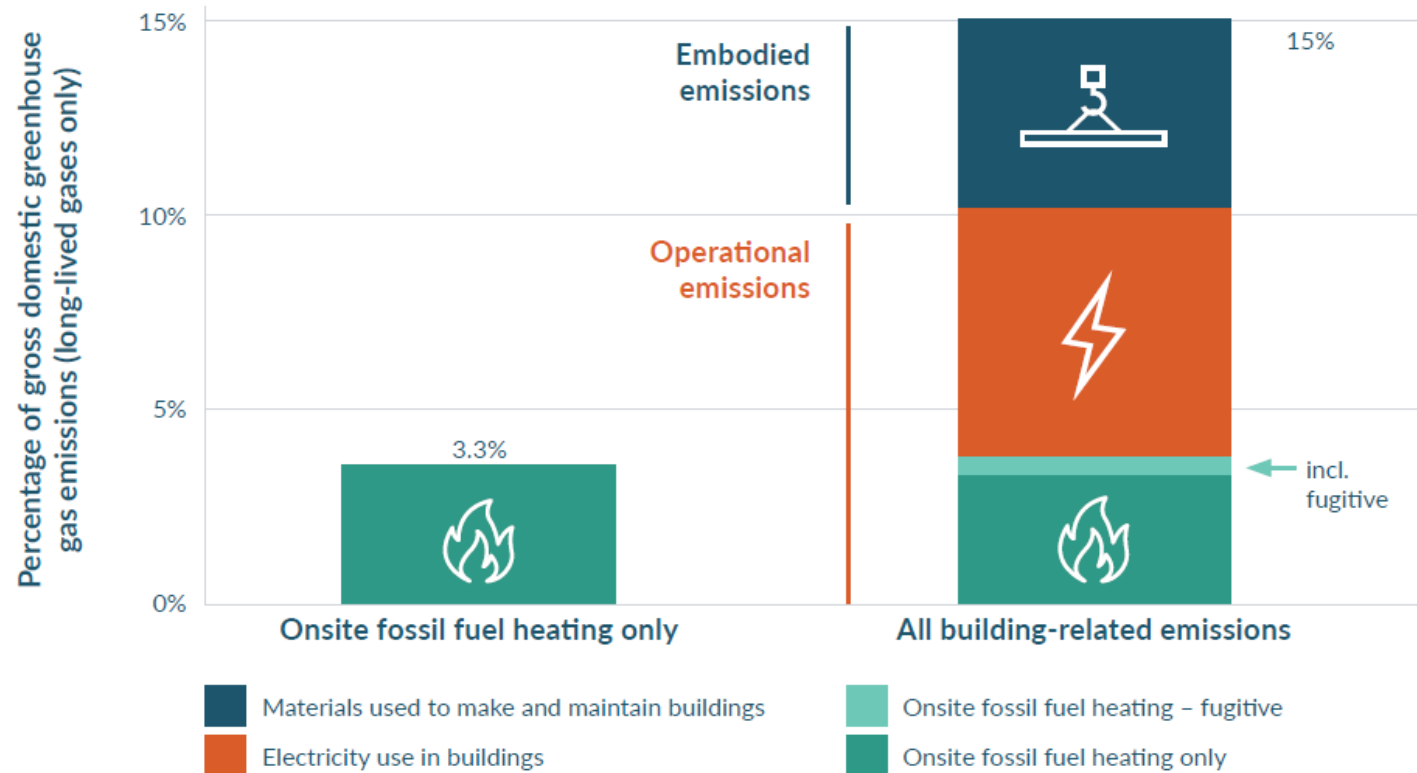 Percentage of gross domestic greenhouse
gas emissions (long-lived gases only)
15%
10%
5%
0%
Embodied
emissions
Operational
emissions
15%
3.3%
incl.
fugitive
Onsite fossil fuel heating only
All building-related emissions
Materials used to make and maintain buildings
Electricity use in buildings
Onsite fossil fuel heating – fugitive
Onsite fossil fuel heating only